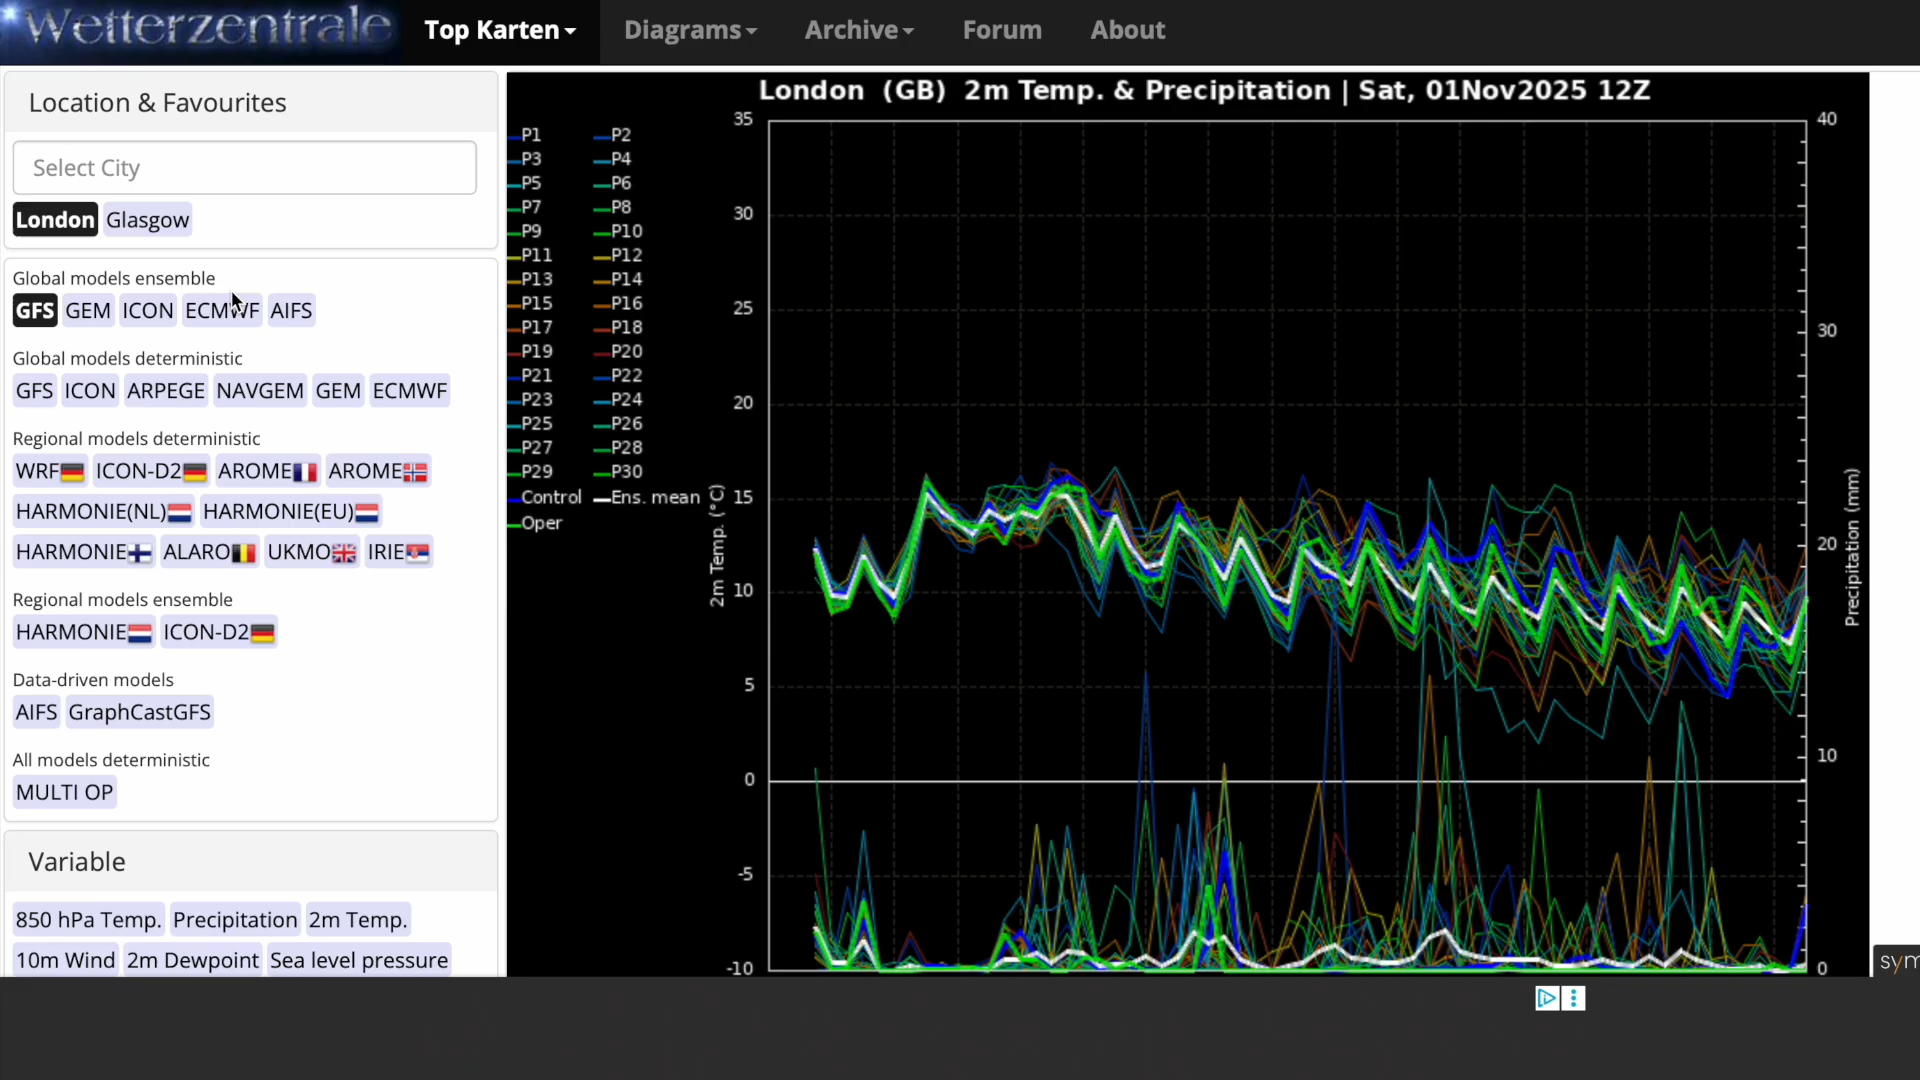 Wetterzentrale
Top Karten
Diagrams
Archive
Forum
About
Location & Favourites
Select City
London Glasgow
Global models ensemble
GFS GEM ICON ECMWF AIFS
Global models deterministic
GFS ICON ARPEGE NAVGEM GEM ECMWF
Regional models deterministic
WRF ICON-D2 AROME AROME
HARMONIE(NL) HARMONIE(EU)
HARMONIE ALARO UKMO IRIE
Regional models ensemble
HARMONIE ICON-D2
Data-driven models
AIFS GraphCastGFS
All models deterministic
MULTI OP
Variable
850 hPa Temp. Precipitation 2m Temp.
10m Wind 2m Dewpoint Sea level pressure
London (GB) 2m Temp. & Precipitation | Sat, 01Nov2025 12Z
P1 P2
P3 P4
P5 P6
P7 P8
P9 P10
P11 P12
P13 P14
P15 P16
P17 P18
P19 P20
P21 P22
P23 P24
P25 P26
P27 P28
P29 P30
Control Ens. mean
Oper
2m Temp. (°C)
35
30
25
20
15
10
5
0
-5
-10
40
30
20
10
0
Precipitation (mm)
sym